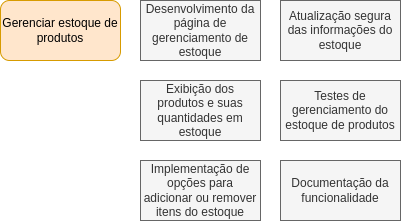 Gerenciar estoque de
produtos
Desenvolvimento da
página de
gerenciamento de
estoque
Atualização segura
das informações do
estoque
Exibição dos
produtos e suas
quantidades em
estoque
Testes de
gerenciamento do
estoque de produtos
Implementação de
opções para
adicionar ou remover
itens do estoque
Documentação da
funcionalidade